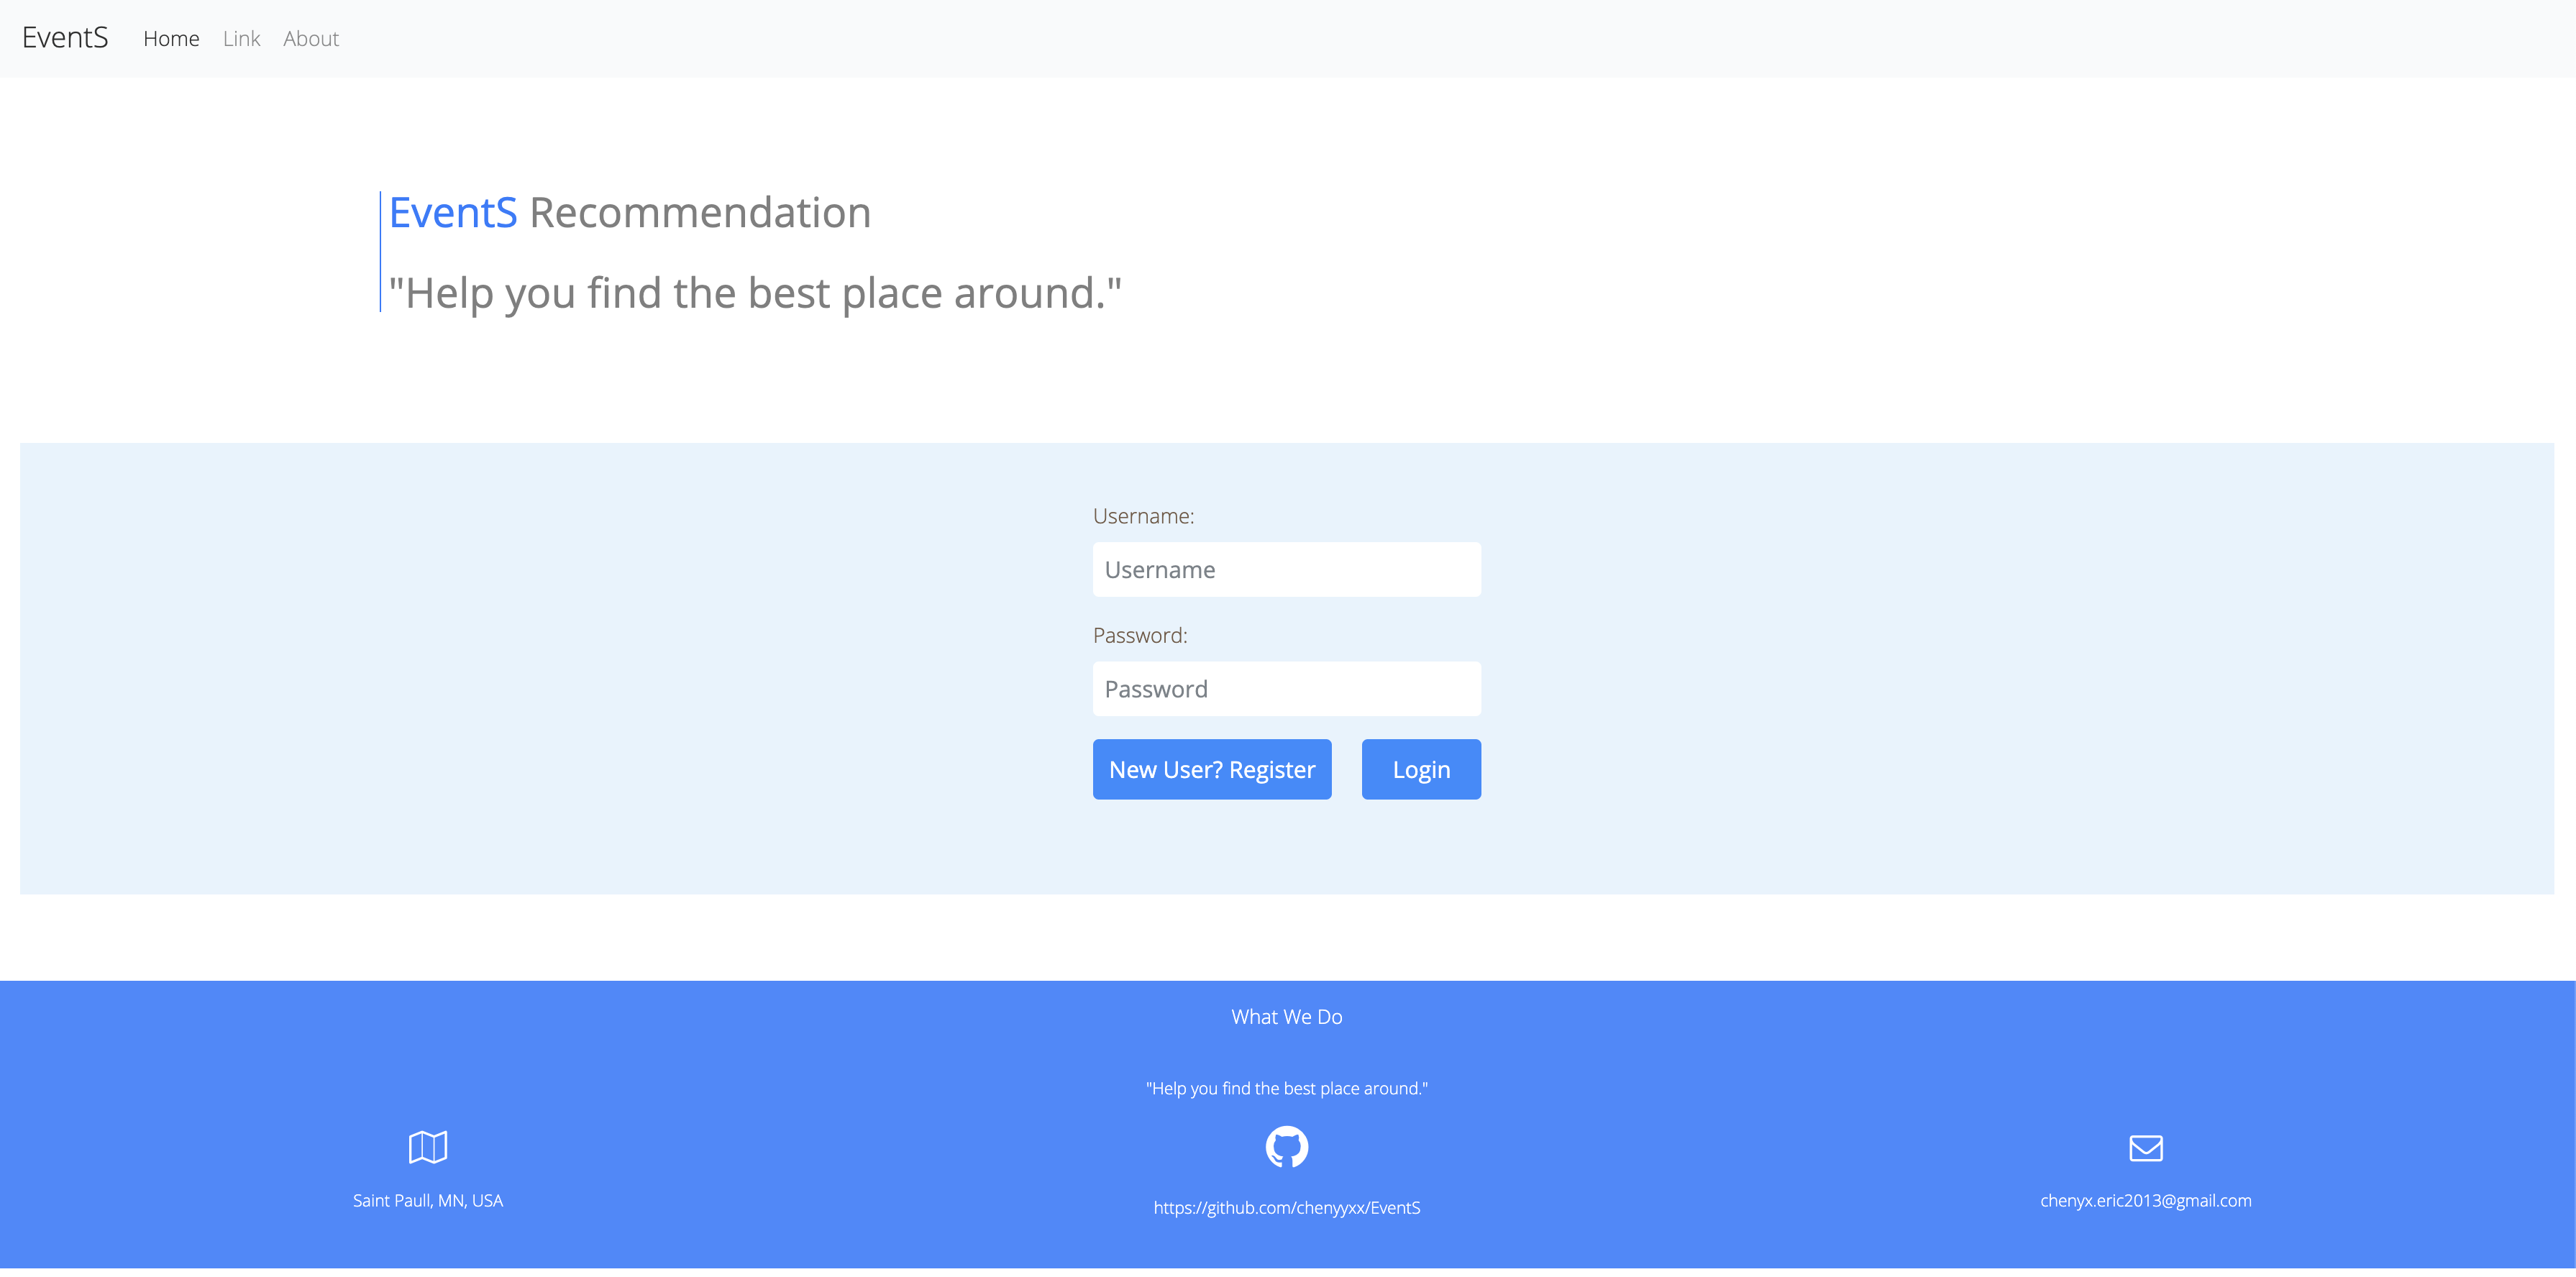 EventS Home Link About
EventS Recommendation
"Help you find the best place around."
Username:
Username
Password:
Password
New User? Register Login
What We Do
"Help you find the best place around."
Saint Paull, MN, USA
https://github.com/chenyyxx/EventS
chenyx.eric2013@gmail.com